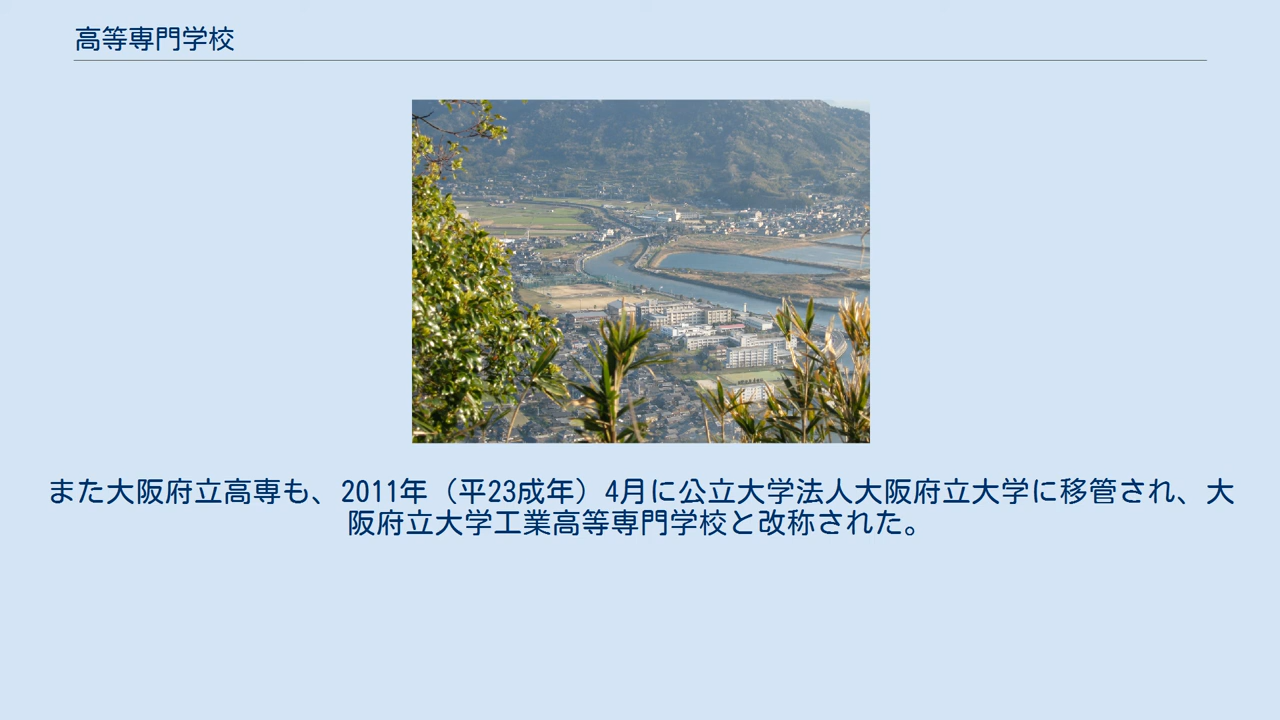 高等専門学校
また大阪府立高専も、2011年（平23成年）4月に公立大学法人大阪府立大学に移管され、大
阪府立大学工業高等専門学校と改称された。